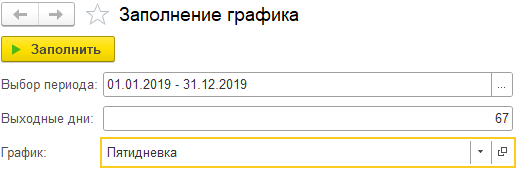 Заполнение графика
Заполнить
Выбор периода: 01.01.2019 - 31.12.2019 ...
Выходные дни: 67
График: Пятидневка